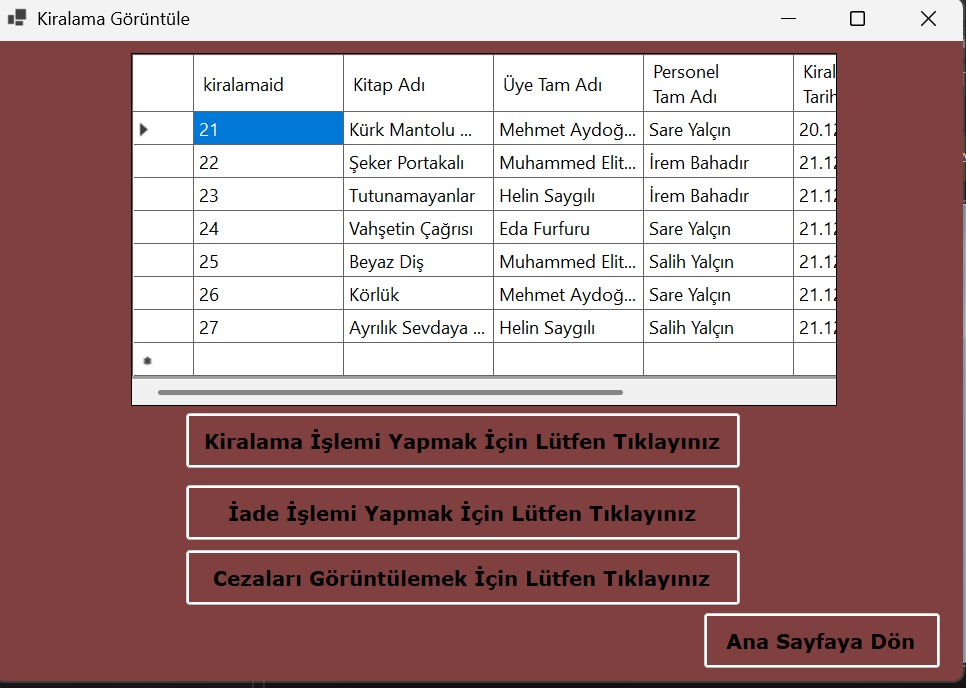 Kiralama Görüntüle
kiralamaid Kitap Adı Üye Tam Adı Personel Tam Adı
21 Kürk Mantolu ... Mehmet Aydoğ... Sare Yalçın 20.12
22 Şeker Portakalı Muhammed Elit... İrem Bahadır 21.12
23 Tutunamayanlar Helin Saygılı İrem Bahadır 21.12
24 Vahşetin Çağrısı Eda Furfuru Sare Yalçın 21.12
25 Beyaz Diş Muhammed Elit... Salih Yalçın 21.12
26 Körlük Mehmet Aydoğ... Sare Yalçın 21.12
27 Ayrılık Sevdaya ... Helin Saygılı Salih Yalçın 21.12
Kiralama İşlemi Yapmak İçin Lütfen Tıklayınız
İade İşlemi Yapmak İçin Lütfen Tıklayınız
Cezaları Görüntülemek İçin Lütfen Tıklayınız
Ana Sayfaya Dön